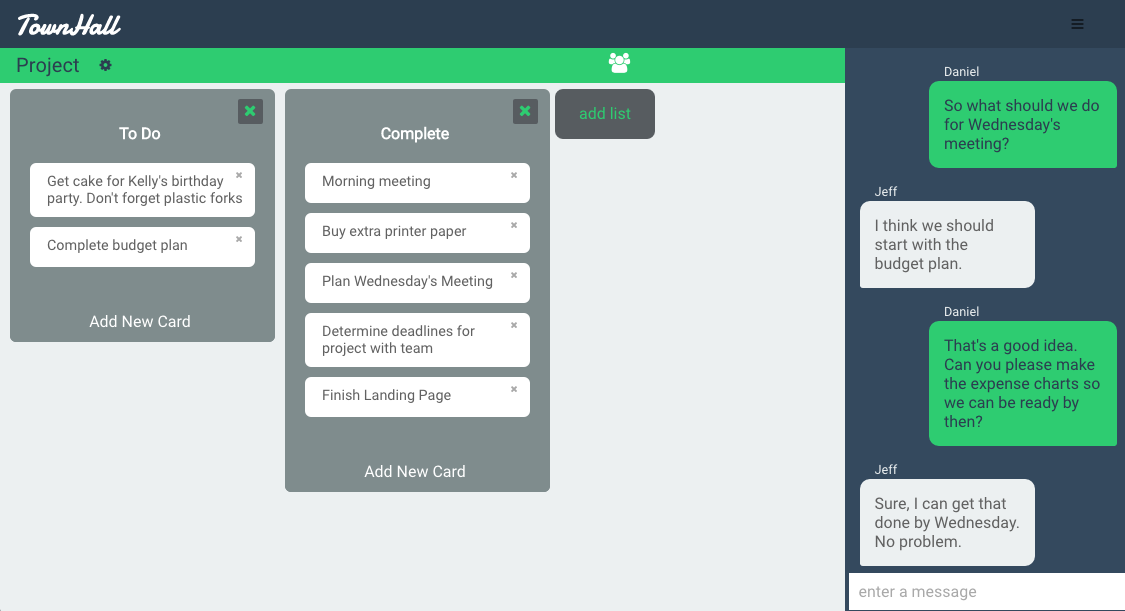 TownHall
Project
To Do
Get cake for Kelly's birthday
party. Don't forget plastic forks
Complete budget plan
Add New Card
Complete
Morning meeting
Buy extra printer paper
Plan Wednesday's Meeting
Determine deadlines for
project with team
Finish Landing Page
Add New Card
add list
Daniel
So what should we do
for Wednesday's
meeting?
Jeff
I think we should
start with the
budget plan.
Daniel
That's a good idea.
Can you please make
the expense charts so
we can be ready by
then?
Jeff
Sure, I can get that
done by Wednesday.
No problem.
enter a message